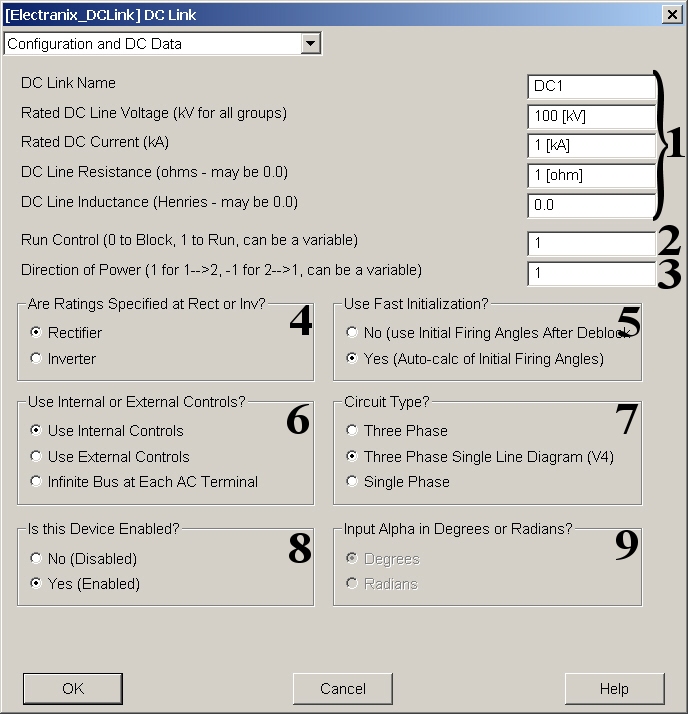 [Electranix_DCLink] DC Link
Configuration and DC Data
DC Link Name DC1
Rated DC Line Voltage (kV for all groups) 100 [kV]
Rated DC Current (kA) 1 [kA]
DC Line Resistance (ohms - may be 0.0) 1 [ohm]
DC Line Inductance (Henries - may be 0.0) 0.0
1
Run Control (0 to Block, 1 to Run, can be a variable) 1 2
Direction of Power (1 for 1-->2, -1 for 2-->1, can be a variable) 1 3
Are Ratings Specified at Rect or Inv? 4
Rectifier
Inverter
Use Fast Initialization? 5
No (use Initial Firing Angles After Deblock
Yes (Auto-calc of Initial Firing Angles)
Use Internal or External Controls? 6
Use Internal Controls
Use External Controls
Infinite Bus at Each AC Terminal
Circuit Type? 7
Three Phase
Three Phase Single Line Diagram (V4)
Single Phase
Is this Device Enabled? 8
No (Disabled)
Yes (Enabled)
Input Alpha in Degrees or Radians? 9
Degrees
Radians
OK Cancel Help